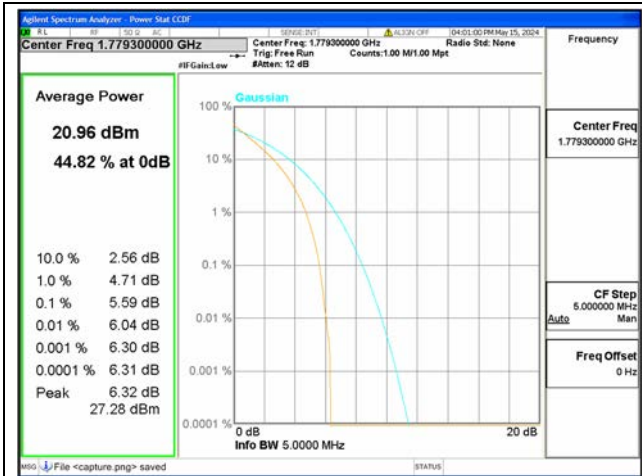 Agilent Spectrum Analyzer - Power Stat CCDF
RL RF 50 Ω AC SENSE:INT ALIGN OFF 04:01:00 PM May 15, 2024
Center Freq 1.779300000 GHz
Center Freq: 1.779300000 GHz Radio Std: None
Trig: Free Run Counts:1.00 M/1.00 Mpt
#IFGain:Low #Atten: 12 dB
Frequency
Average Power
20.96 dBm
44.82 % at 0dB
10.0 % 2.56 dB
1.0 % 4.71 dB
0.1 % 5.59 dB
0.01 % 6.04 dB
0.001 % 6.30 dB
0.0001 % 6.31 dB
Peak 6.32 dB
27.28 dBm
Gaussian
100 %
10 %
1 %
0.1 %
0.01 %
0.001 %
0.0001 %
0 dB 20 dB
Info BW 5.0000 MHz
Center Freq
1.779300000 GHz
CF Step
5.000000 MHz
Auto Man
Freq Offset
0 Hz
MSG File <capture.png> saved STATUS